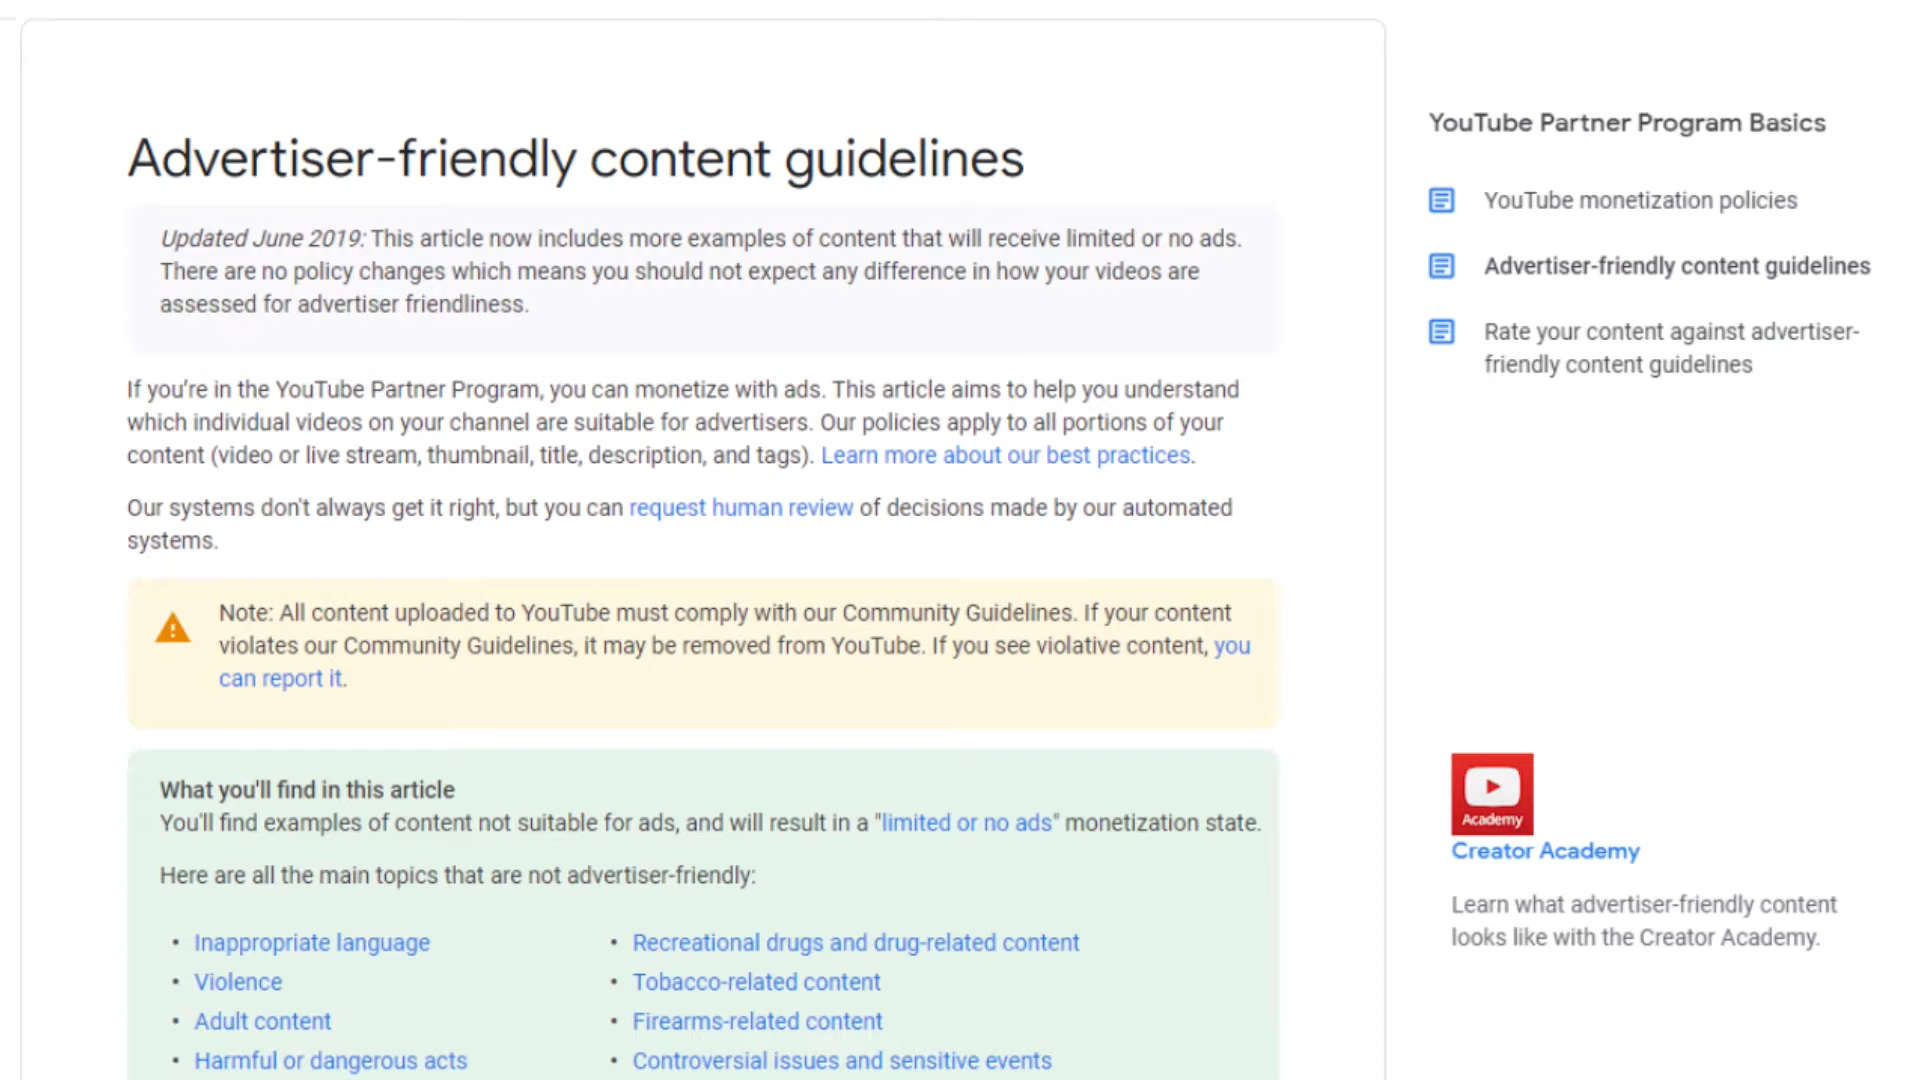 Advertiser-friendly content guidelines
Updated June 2019: This article now includes more examples of content that will receive limited or no ads.
There are no policy changes which means you should not expect any difference in how your videos are
assessed for advertiser friendliness.
If you’re in the YouTube Partner Program, you can monetize with ads. This article aims to help you understand
which individual videos on your channel are suitable for advertisers. Our policies apply to all portions of your
content (video or live stream, thumbnail, title, description, and tags). Learn more about our best practices.
Our systems don't always get it right, but you can request human review of decisions made by our automated
systems.
Note: All content uploaded to YouTube must comply with our Community Guidelines. If your content
violates our Community Guidelines, it may be removed from YouTube. If you see violative content, you
can report it.
What you'll find in this article
You'll find examples of content not suitable for ads, and will result in a "limited or no ads" monetization state.
Here are all the main topics that are not advertiser-friendly:
• Inappropriate language
• Violence
• Adult content
• Harmful or dangerous acts
• Recreational drugs and drug-related content
• Tobacco-related content
• Firearms-related content
• Controversial issues and sensitive events
YouTube Partner Program Basics
YouTube monetization policies
Advertiser-friendly content guidelines
Rate your content against advertiser-
friendly content guidelines
Academy
Creator Academy
Learn what advertiser-friendly content
looks like with the Creator Academy.